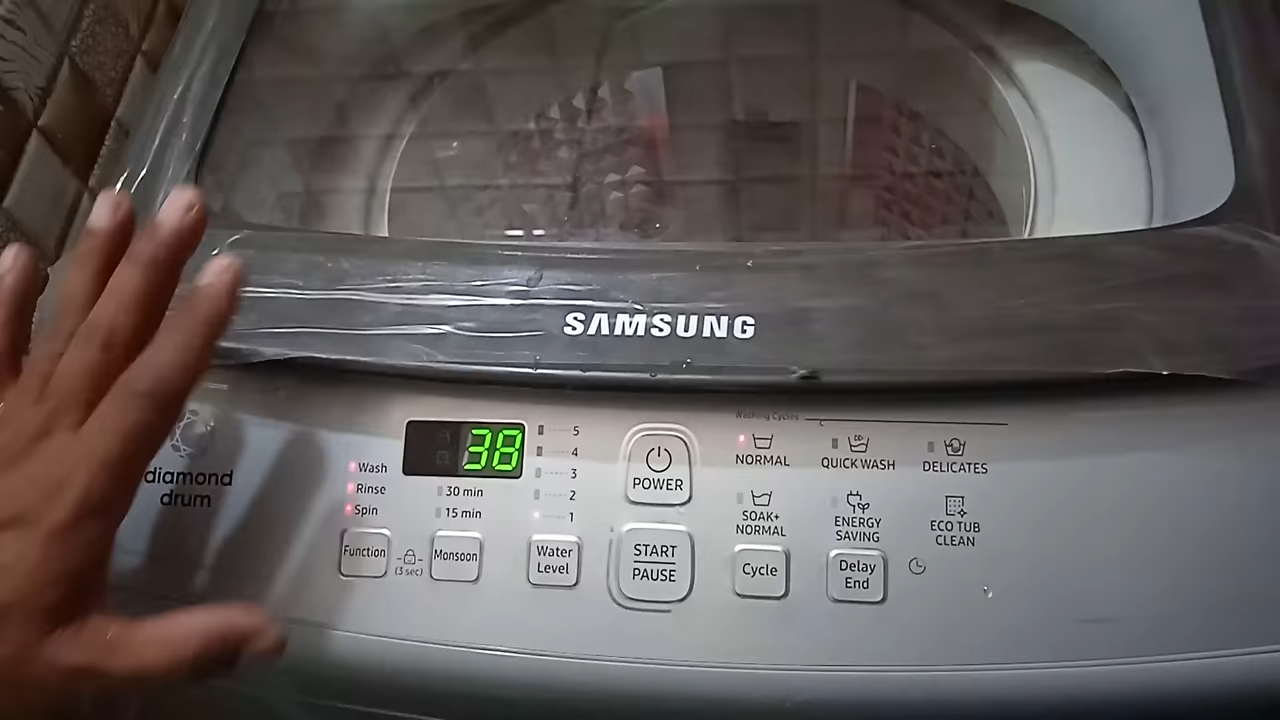 SAMSUNG
diamond
drum
Wash
Rinse
Spin
Function
(3 sec)
38
30 min
15 min
Monsoon
5
4
3
2
1
Water
Level
POWER
START
PAUSE
Washing Cycles
NORMAL
QUICK WASH
DELICATES
SOAK+
NORMAL
ENERGY
SAVING
ECO TUB
CLEAN
Cycle
Delay
End